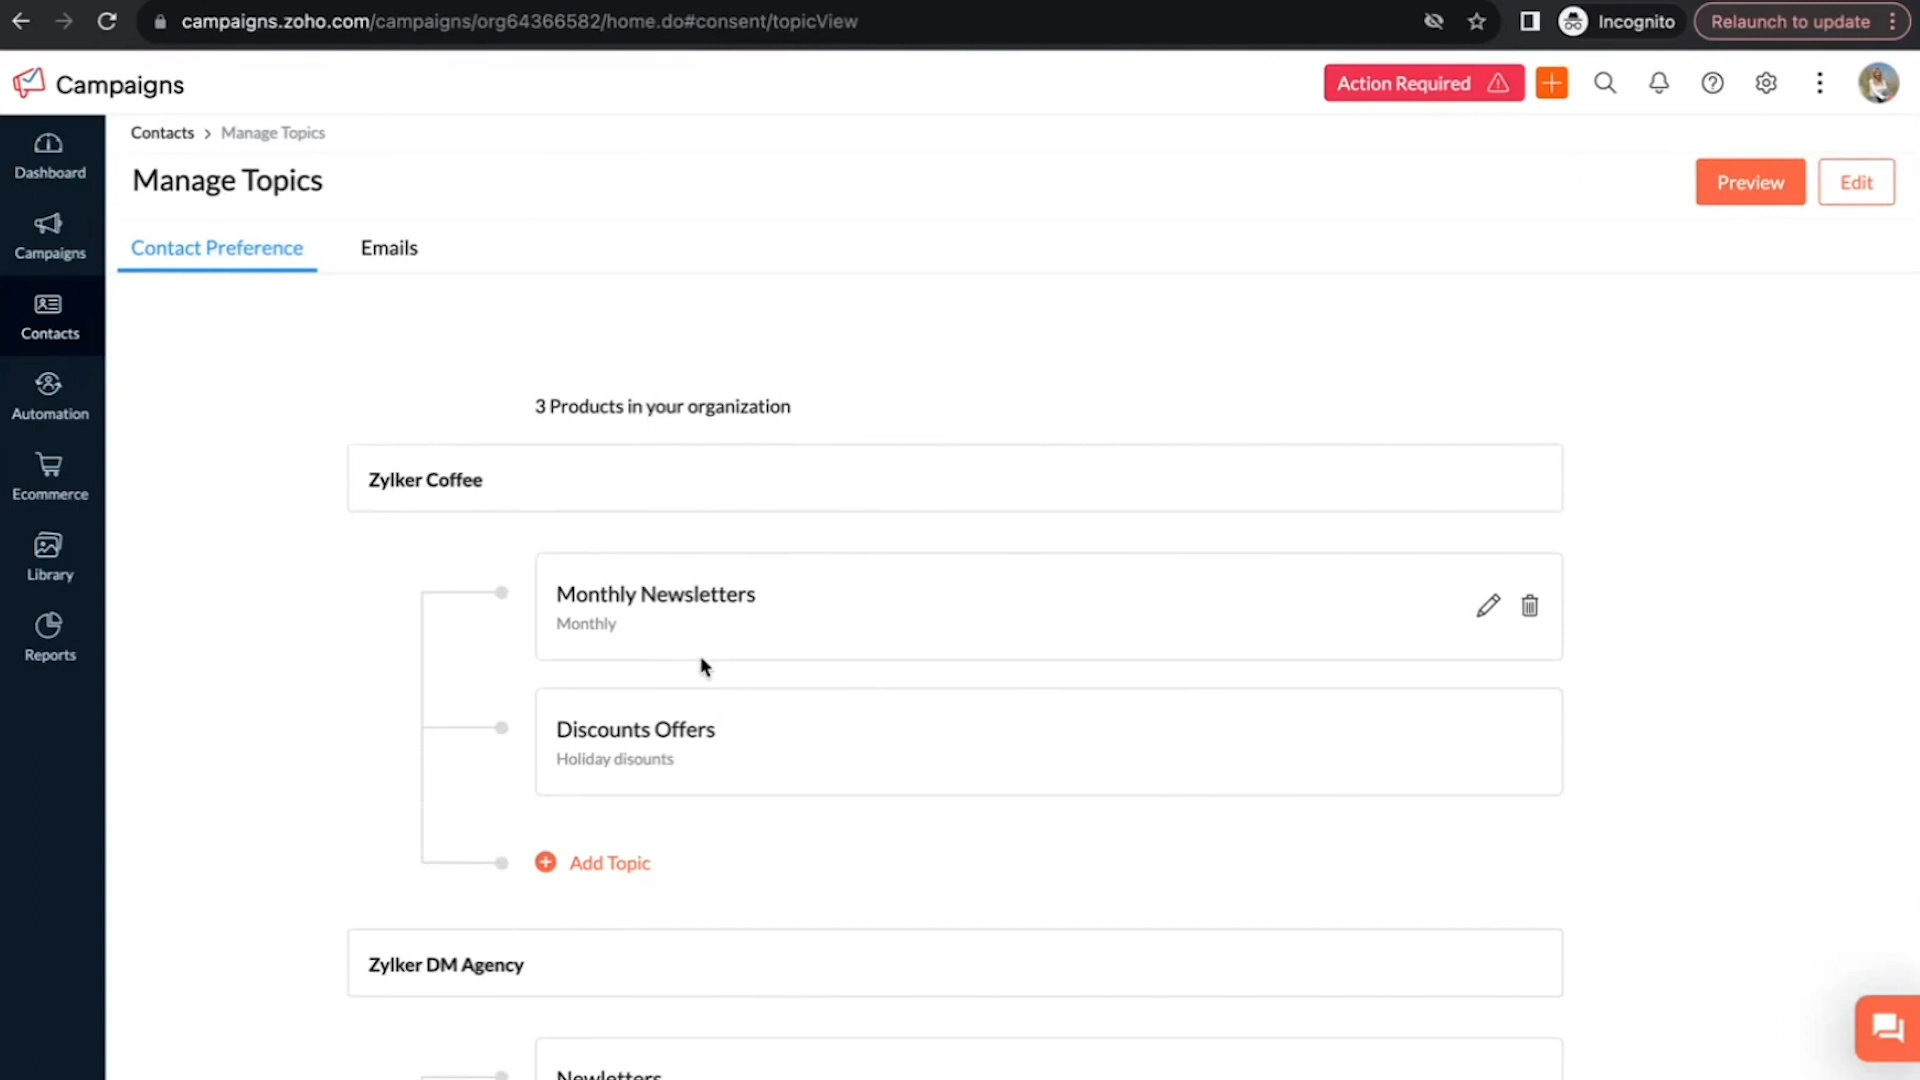 campaigns.zoho.com/campaigns/org64366582/home.do#consent/topicView
Incognito
Relaunch to update
Campaigns
Action Required
Dashboard
Campaigns
Contacts
Automation
Ecommerce
Library
Reports
Contacts > Manage Topics
Manage Topics
Preview
Edit
Contact Preference
Emails
3 Products in your organization
Zylker Coffee
Monthly Newsletters
Monthly
Discounts Offers
Holiday disounts
Add Topic
Zylker DM Agency
Newletters